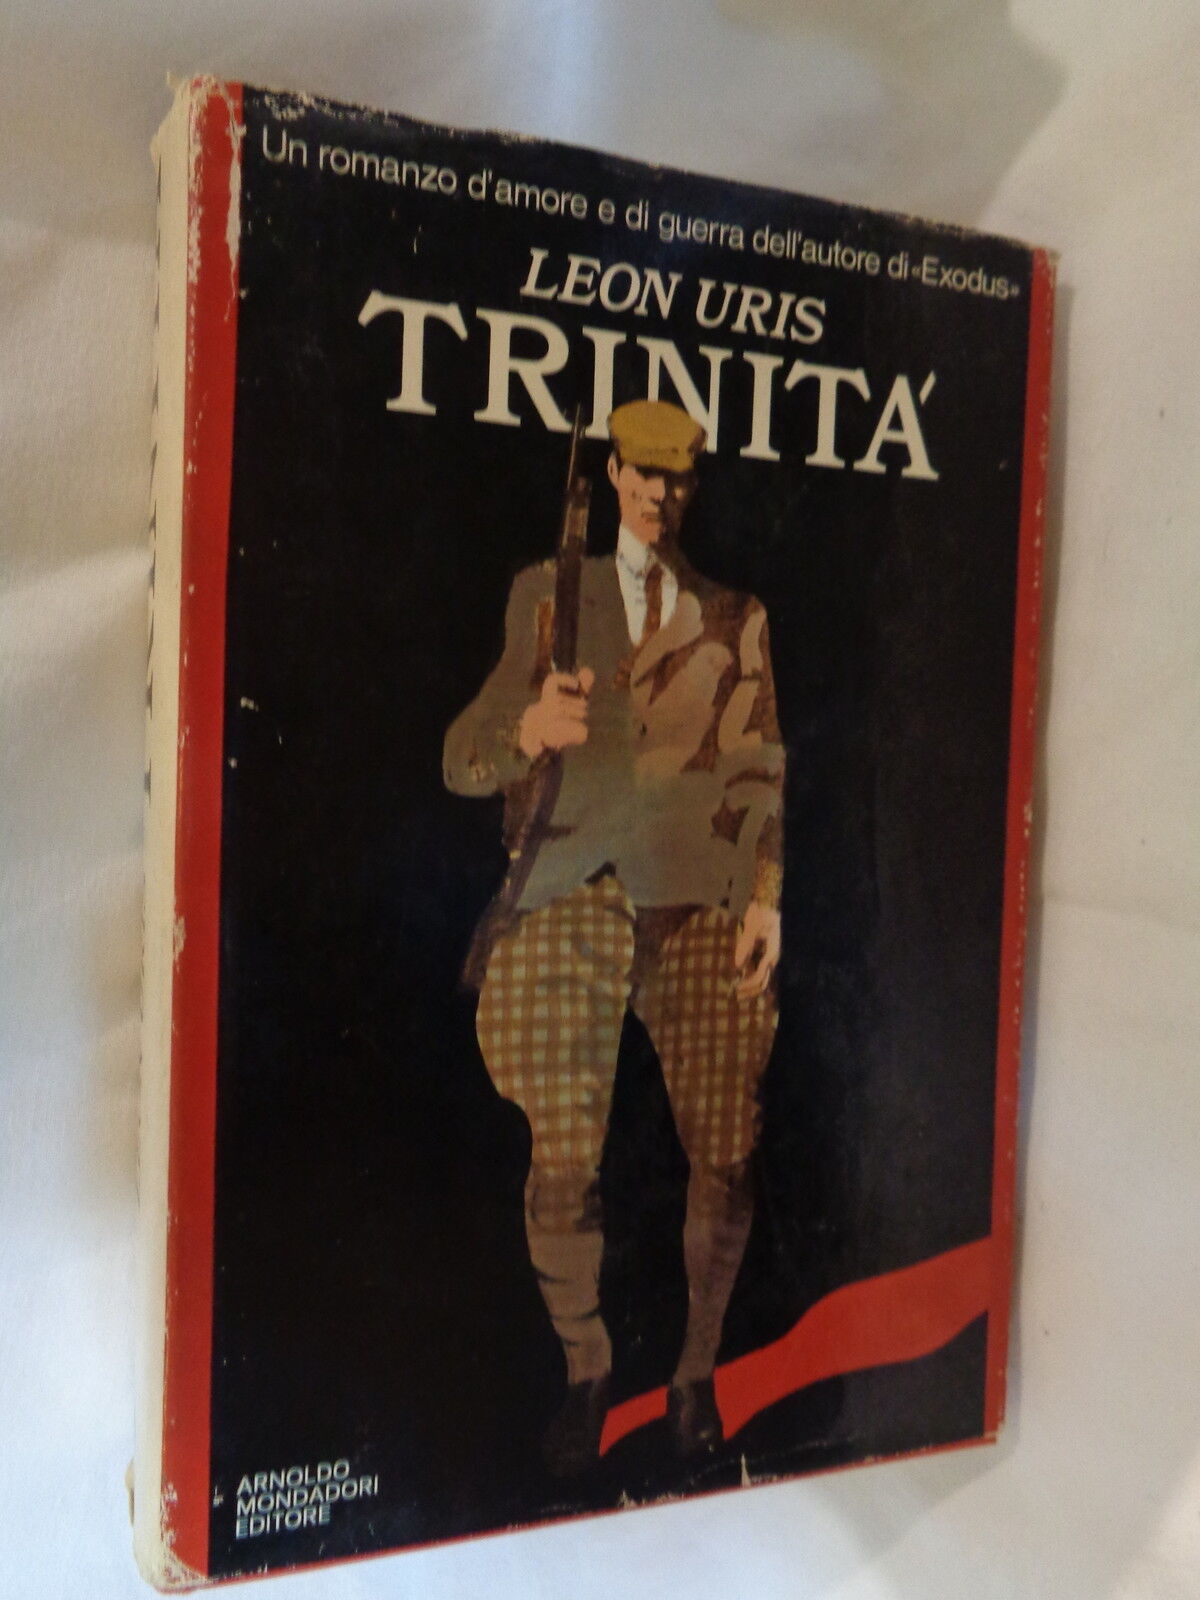 Un romanzo d'amore e di guerra dell'autore di «Exodus»
LEON URIS
TRINITÁ
ARNOLDO
MONDADORI
EDITORE